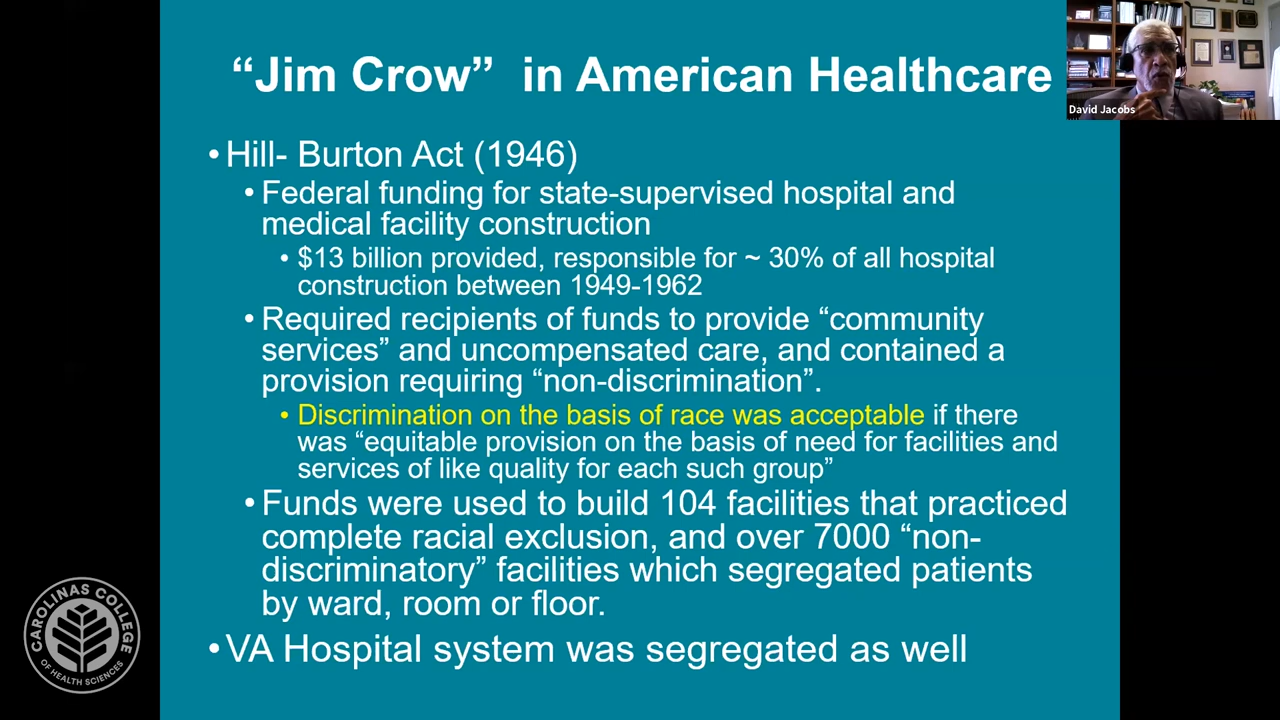 “Jim Crow”  in American Healthcare
David Jacobs
•Hill- Burton Act (1946)
•Federal funding for state-supervised hospital and
medical facility construction
• $13 billion provided, responsible for ~ 30% of all hospital
construction between 1949-1962
•Required recipients of funds to provide “community
services” and uncompensated care, and contained a
provision requiring “non-discrimination”.
• Discrimination on the basis of race was acceptable if there
was “equitable provision on the basis of need for facilities and
services of like quality for each such group”
•Funds were used to build 104 facilities that practiced
complete racial exclusion, and over 7000 “non-
discriminatory” facilities which segregated patients
by ward, room or floor.
•VA Hospital system was segregated as well
CAROLINAS COLLEGE
OF HEALTH SCIENCES